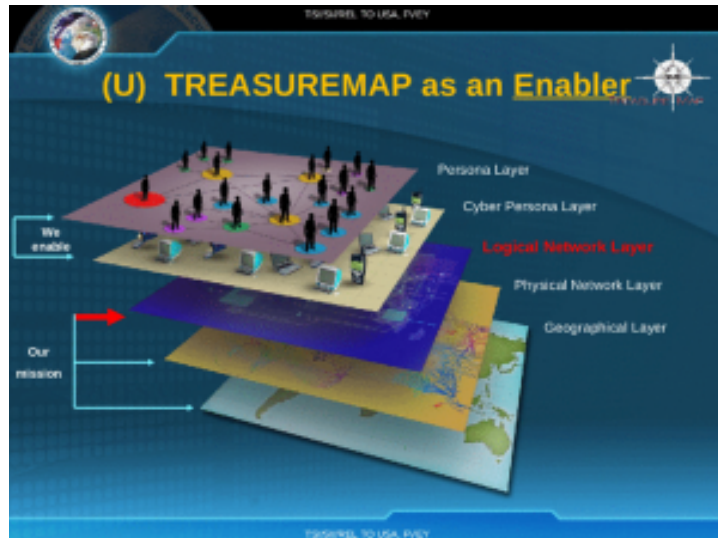 TS//SI//REL TO USA, FVEY
(U) TREASUREMAP as an Enabler
Persona Layer
Cyber Persona Layer
We
enable
Logical Network Layer
Physical Network Layer
Geographical Layer
Our
mission
TS//SI//REL TO USA, FVEY